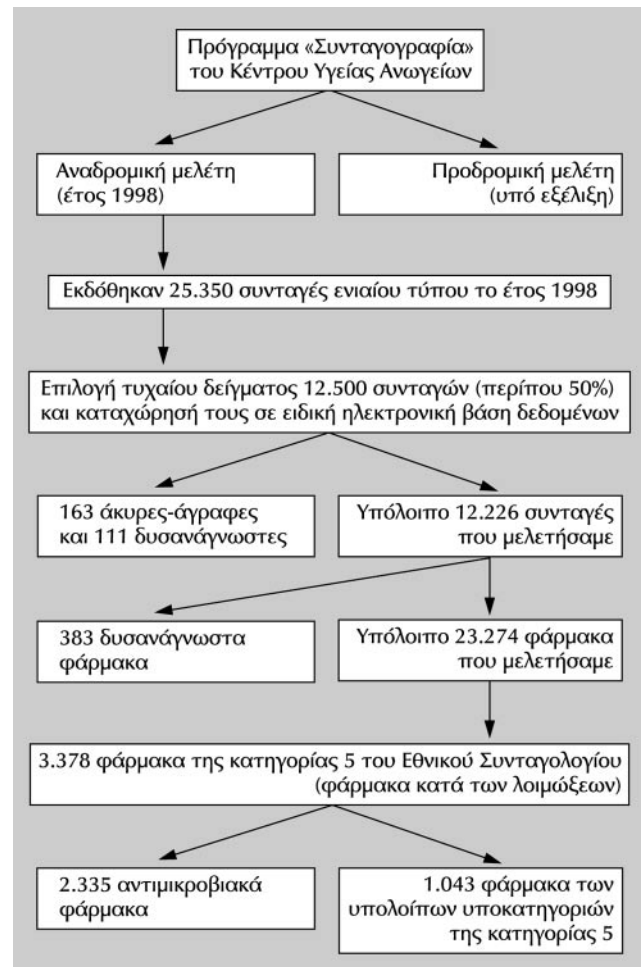 Πρόγραμμα «Συνταγογραφία»
του Κέντρου Υγείας Ανωγείων
Αναδρομική μελέτη
(έτος 1998)
Προδρομική μελέτη
(υπό εξέλιξη)
Εκδόθηκαν 25.350 συνταγές ενιαίου τύπου το έτος 1998
Επιλογή τυχαίου δείγματος 12.500 συνταγών (περίπου 50%)
και καταχώρησή τους σε ειδική ηλεκτρονική βάση δεδομένων
163 άκυρες-άγραφες
και 111 δυσανάγνωστες
Υπόλοιπο 12.226 συνταγές
που μελετήσαμε
383 δυσανάγνωστα
φάρμακα
Υπόλοιπο 23.274 φάρμακα
που μελετήσαμε
3.378 φάρμακα της κατηγορίας 5 του Εθνικού Συνταγολογίου
(φάρμακα κατά των λοιμώξεων)
2.335 αντιμικροβιακά
φάρμακα
1.043 φάρμακα των
υπολοίπων υποκατηγοριών
της κατηγορίας 5